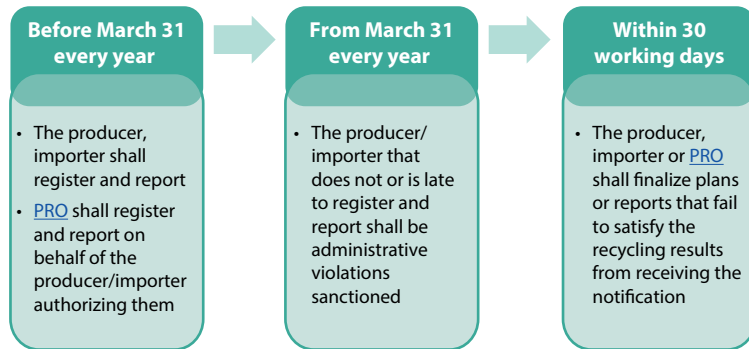 Before March 31
every year
• The producer,
importer shall
register and report
• PRO shall register
and report on
behalf of the
producer/importer
authorizing them
From March 31
every year
• The producer/
importer that
does not or is late
to register and
report shall be
administrative
violations
sanctioned
Within 30
working days
• The producer,
importer or PRO
shall finalize plans
or reports that fail
to satisfy the
recycling results
from receiving the
notification